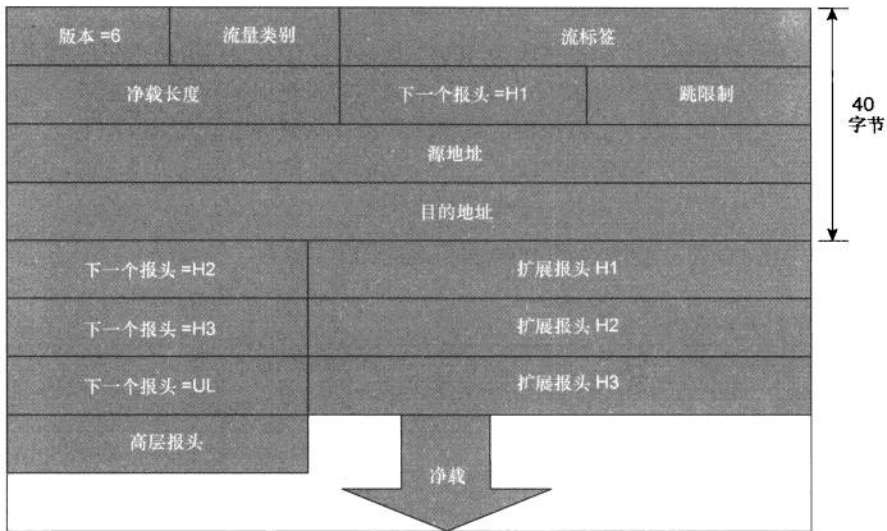 版本 =6
流量类别
流标签
净载长度
下一个报头 =H1
跳限制
40
字节
源地址
目的地址
下一个报头 =H2
扩展报头 H1
下一个报头 =H3
扩展报头 H2
下一个报头 =UL
扩展报头 H3
高层报头
净载